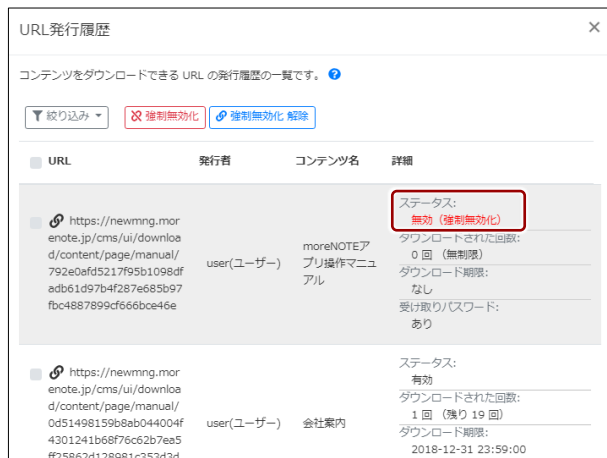 URL発行履歴
×
コンテンツをダウンロードできる URL の発行履歴の一覧です。
絞り込み
強制無効化
強制無効化 解除
URL
発行者
コンテンツ名
詳細
https://newmng.mor
enote.jp/cms/ui/downloa
d/content/page/manual/
792e0afd5217f95b1098df
adb61d97b4f287e685b97
fbc4887899cf666bce46e
user(ユーザー)
moreNOTEア
プリ操作マニュ
アル
ステータス:
無効（強制無効化）
ダウンロードされた回数:
0 回 （無制限）
ダウンロード期限:
なし
受け取りパスワード:
あり
https://newmng.mor
enote.jp/cms/ui/downloa
d/content/page/manual/
0d51498159b8ab044004f
4301241b68f76c62b7ea5
ff25862d128981c353d3d
user(ユーザー)
会社案内
ステータス:
有効
ダウンロードされた回数:
1 回 （残り 19 回）
ダウンロード期限:
2018-12-31 23:59:00